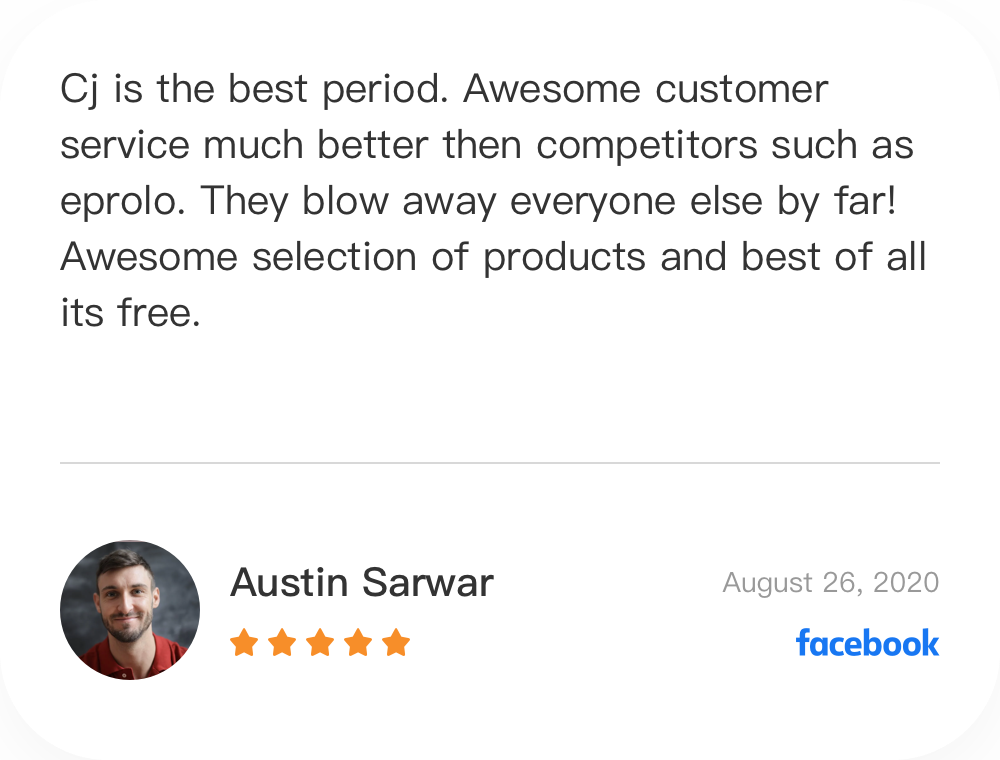 Cj is the best period. Awesome customer
service much better then competitors such as
eprolo. They blow away everyone else by far!
Awesome selection of products and best of all
its free.
Austin Sarwar
August 26, 2020
facebook